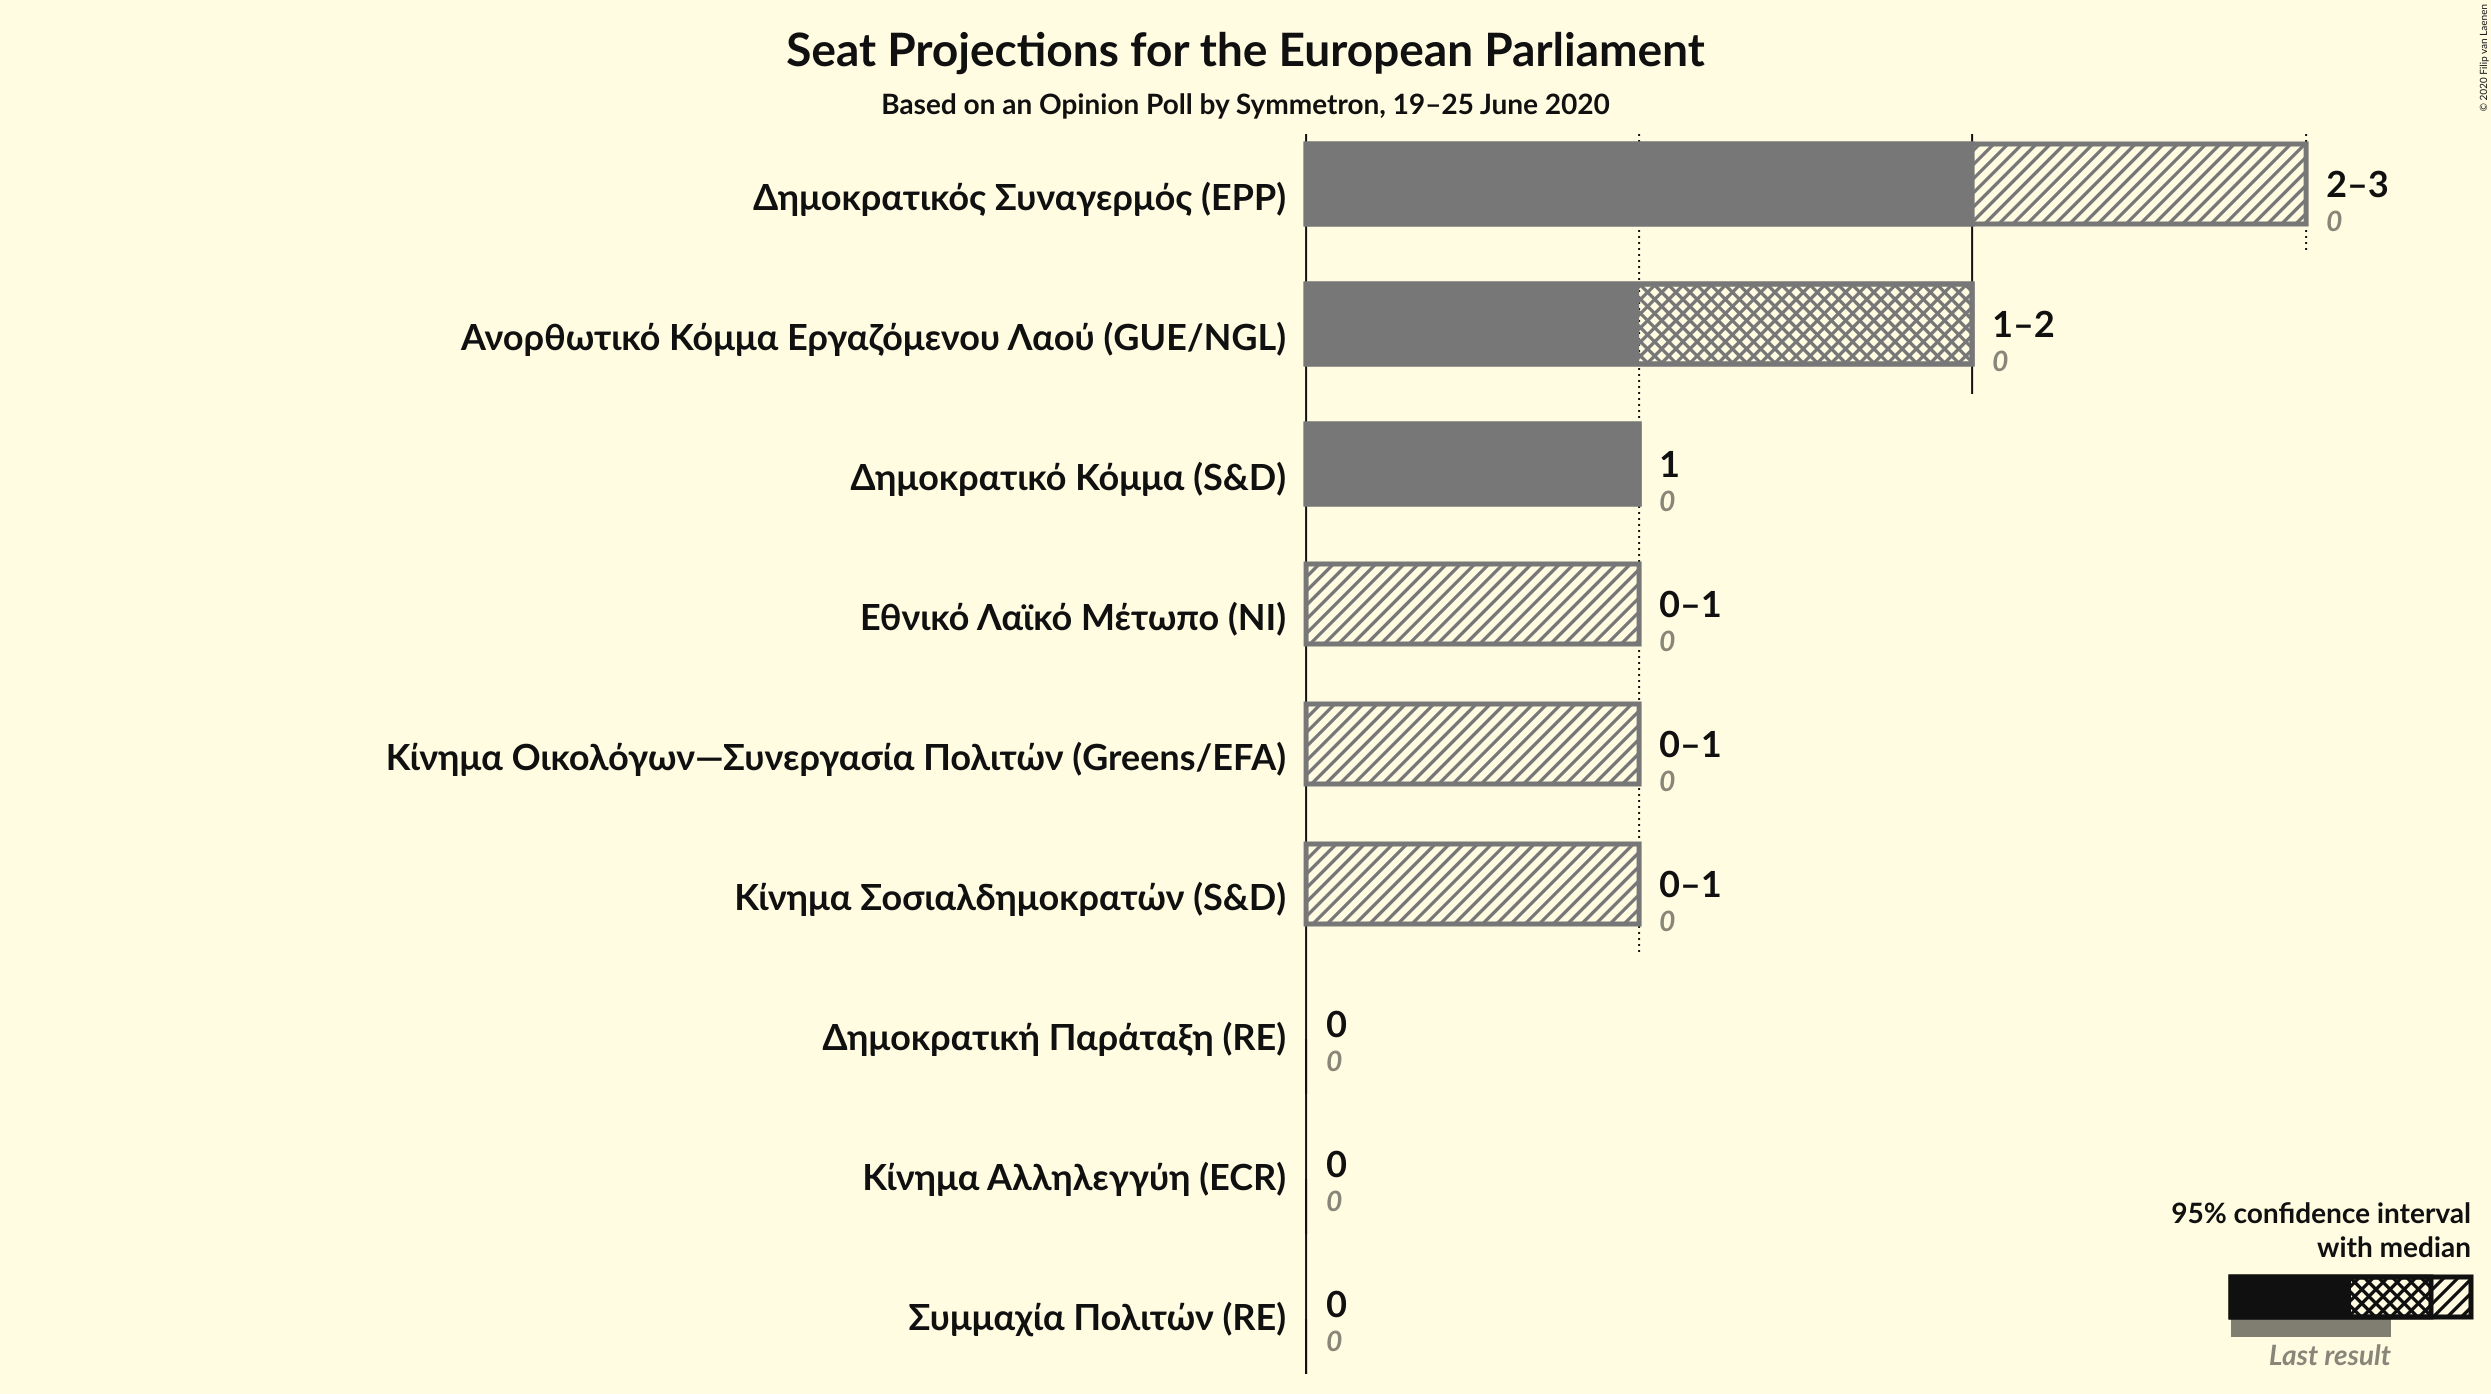 Seat Projections for the European Parliament
Based on an Opinion Poll by Symmetron, 19–25 June 2020
© 2020 Filip van Laenen
Δημοκρατικός Συναγερμός (EPP)
2–3
0
Ανορθωτικό Κόμμα Εργαζόμενου Λαού (GUE/NGL)
1–2
0
Δημοκρατικό Κόμμα (S&D)
1
0
Εθνικό Λαϊκό Μέτωπο (NI)
0–1
0
Κίνημα Οικολόγων—Συνεργασία Πολιτών (Greens/EFA)
0–1
0
Κίνημα Σοσιαλδημοκρατών (S&D)
0–1
0
Δημοκρατική Παράταξη (RE)
0
0
Κίνημα Αλληλεγγύη (ECR)
0
0
Συμμαχία Πολιτών (RE)
0
0
95% confidence interval
with median
Last result